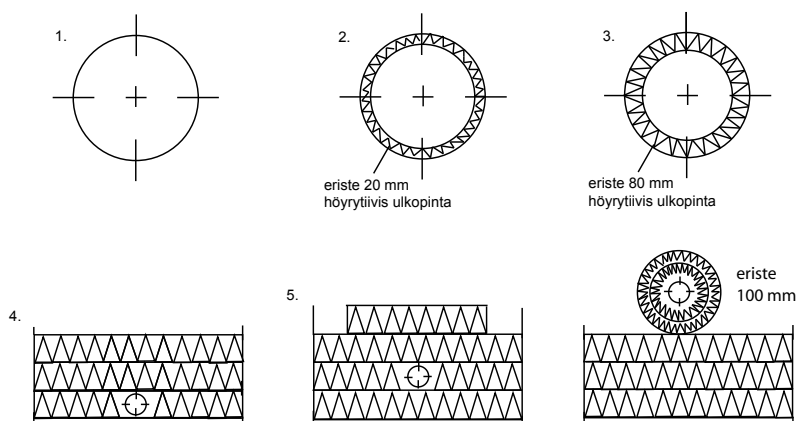 1.
2.
3.
eriste 20 mm
höyrytiivis ulkopinta
eriste 80 mm
höyrytiivis ulkopinta
4.
5.
eriste
100 mm